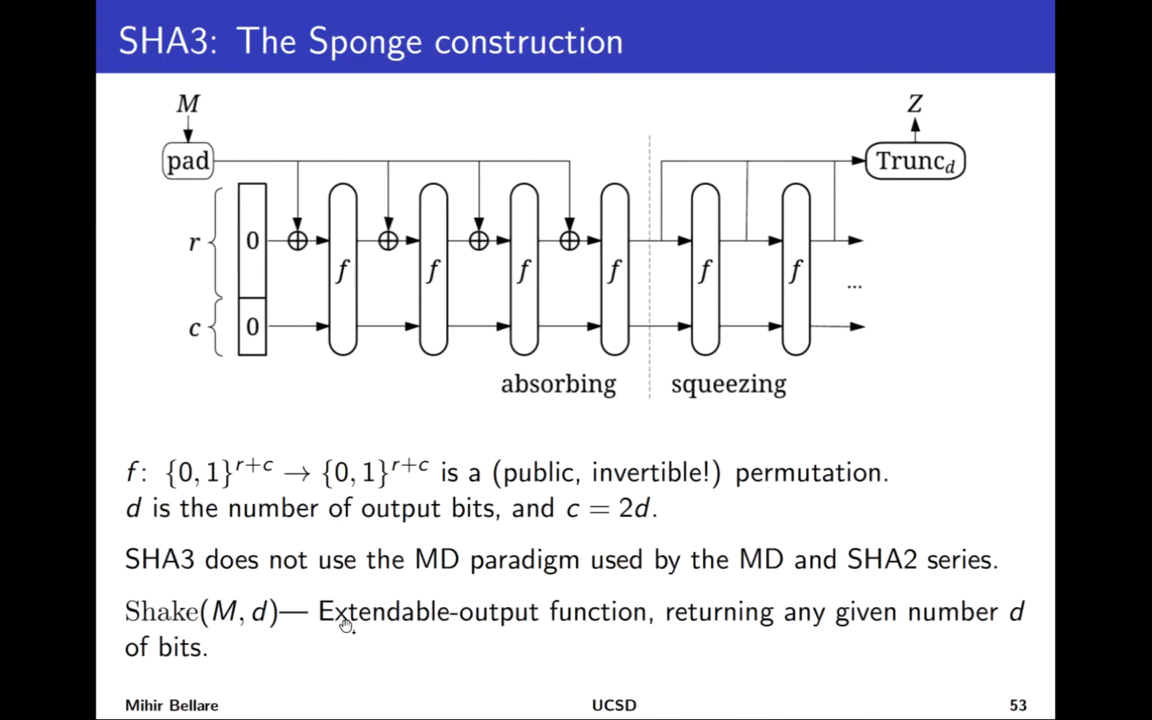 SHA3: The Sponge construction
M
Z
pad
Trunc_d
r
0
⊕
⊕
⊕
⊕
f
f
f
f
f
f
...
c
0
absorbing
squeezing
f: {0, 1}^{r+c} → {0, 1}^{r+c} is a (public, invertible!) permutation.
d is the number of output bits, and c = 2d.
SHA3 does not use the MD paradigm used by the MD and SHA2 series.
Shake(M, d)— Extendable-output function, returning any given number d
of bits.
Mihir Bellare UCSD 53